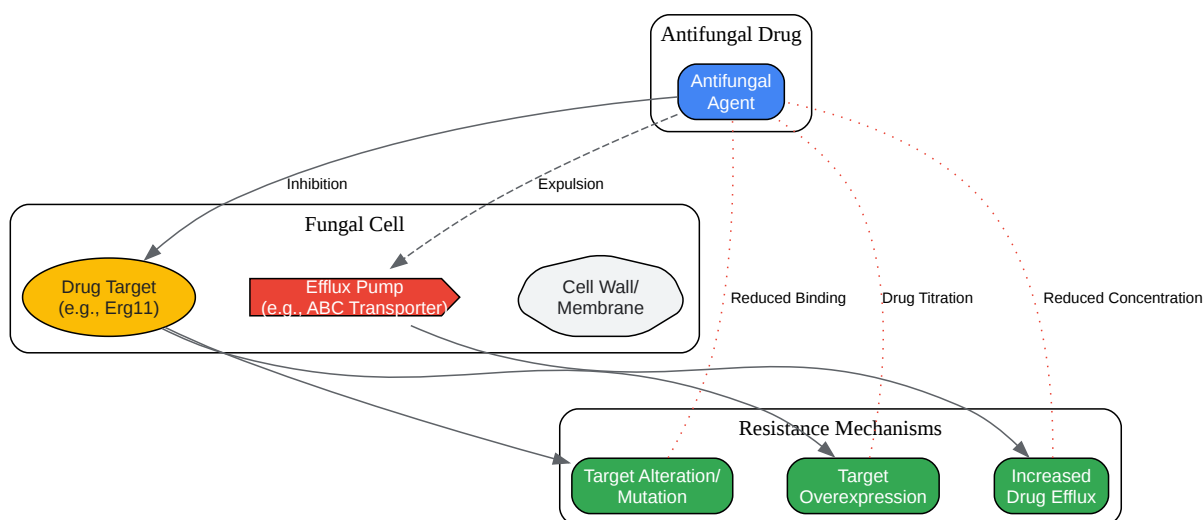 Antifungal Drug
Antifungal
Agent
Inhibition
Expulsion
Fungal Cell
Drug Target
(e.g., Erg11)
Efflux Pump
(e.g., ABC Transporter)
Cell Wall/
Membrane
Reduced Binding
Drug Titration
Reduced Concentration
Resistance Mechanisms
Target Alteration/
Mutation
Target
Overexpression
Increased
Drug Efflux